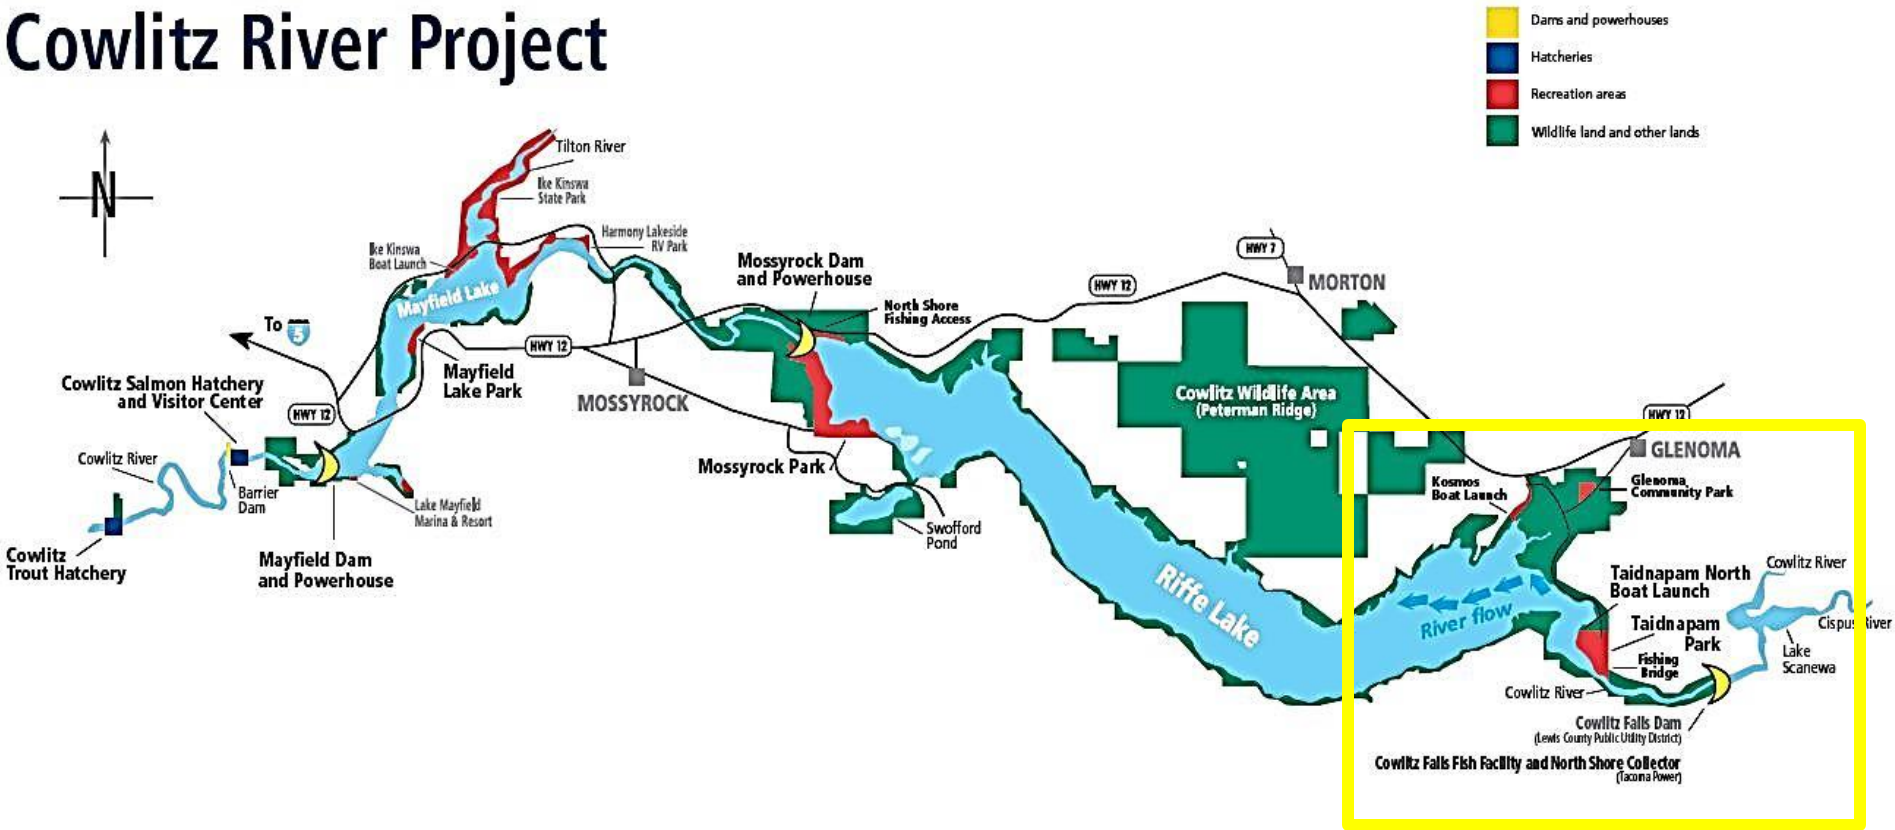 Cowlitz River Project
Dams and powerhouses
Hatcheries
Recreation areas
Wildlife land and other lands
N
Tilton River
Ike Kinswa
State Park
Harmony Lakeside
RV Park
Ike Kinswa
Boat Launch
Mayfield Lake
To 5
HWY 12
Mossyrock Dam
and Powerhouse
North Shore
Fishing Access
HWY 12
HWY 7
MORTON
Mayfield
Lake Park
MOSSYROCK
Cowlitz Salmon Hatchery
and Visitor Center
HWY 12
Cowlitz River
Barrier
Dam
Lake Mayfield
Marina & Resort
Cowlitz
Trout Hatchery
Mayfield Dam
and Powerhouse
Mossyrock Park
Swofford
Pond
Cowlitz Wildlife Area
(Peterman Ridge)
Riffe Lake
HWY 12
GLENOMA
Kosmos
Boat Launch
Glenoma
Community Park
River flow
Taidnapam North
Boat Launch
Cowlitz River
Taidnapam
Park
Cispus River
Fishing
Bridge
Lake
Scanewa
Cowlitz River
Cowlitz Falls Dam
(Lewis County Public Utility District)
Cowlitz Falls Fish Facility and North Shore Collector
(Tacoma Power)